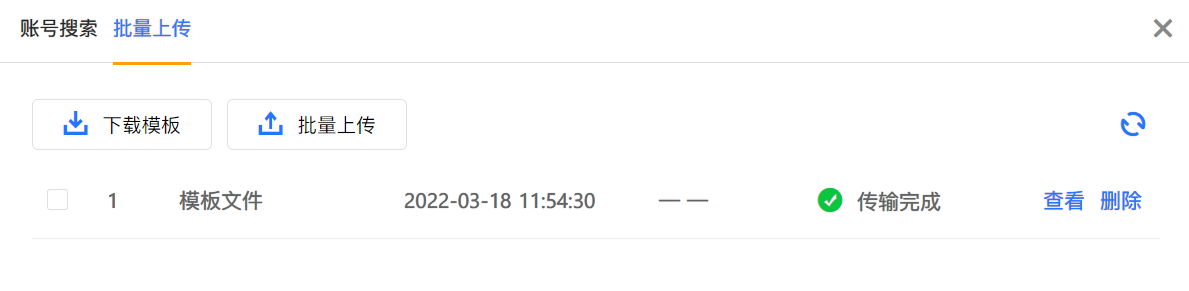 账号搜索 批量上传
下载模板 批量上传
1 模板文件 2022-03-18 11:54:30 — — 传输完成 查看 删除